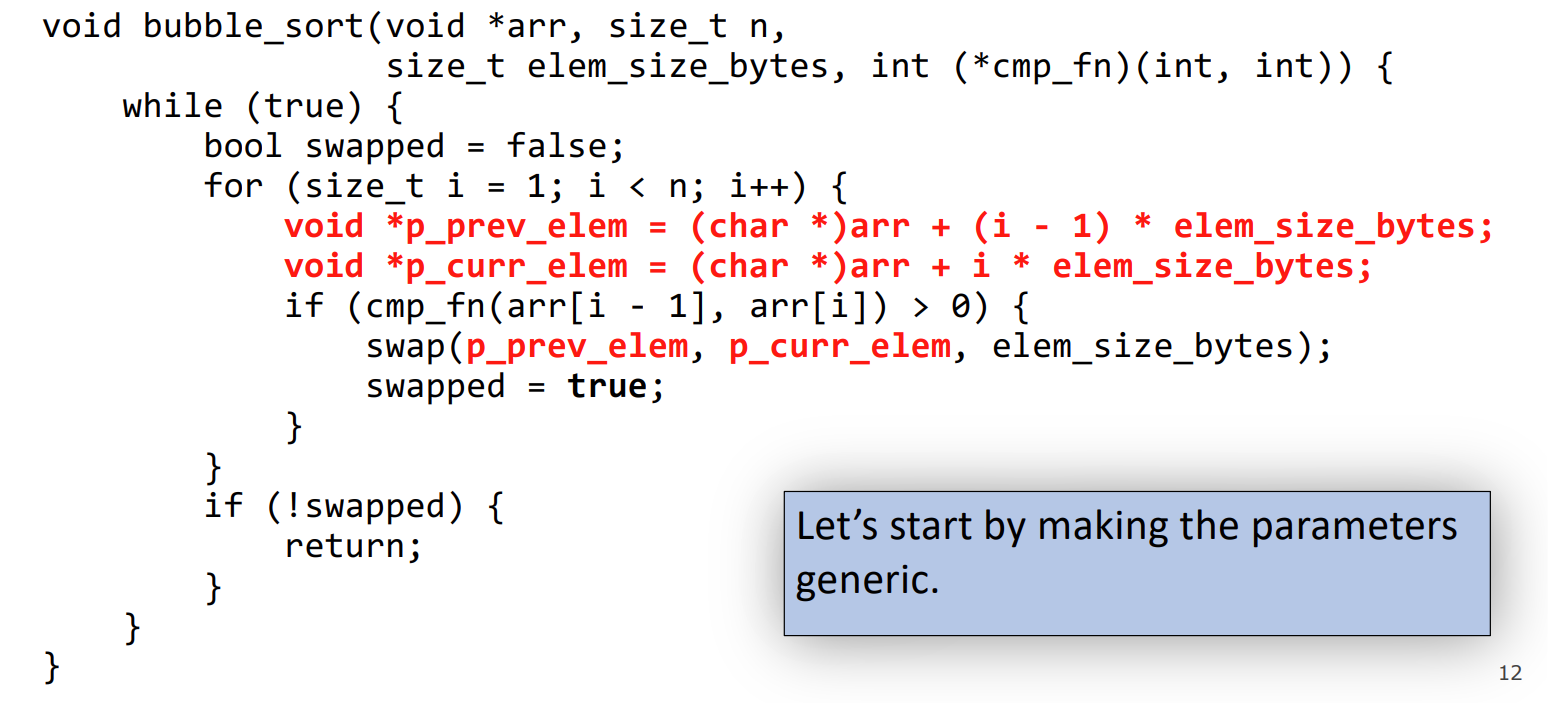 void bubble_sort(void *arr, size_t n,
                 size_t elem_size_bytes, int (*cmp_fn)(int, int)) {
    while (true) {
        bool swapped = false;
        for (size_t i = 1; i < n; i++) {
            void *p_prev_elem = (char *)arr + (i - 1) * elem_size_bytes;
            void *p_curr_elem = (char *)arr + i * elem_size_bytes;
            if (cmp_fn(arr[i - 1], arr[i]) > 0) {
                swap(p_prev_elem, p_curr_elem, elem_size_bytes);
                swapped = true;
            }
        }
        if (!swapped) {
            return;
        }
    }
}
Let’s start by making the parameters
generic.
12